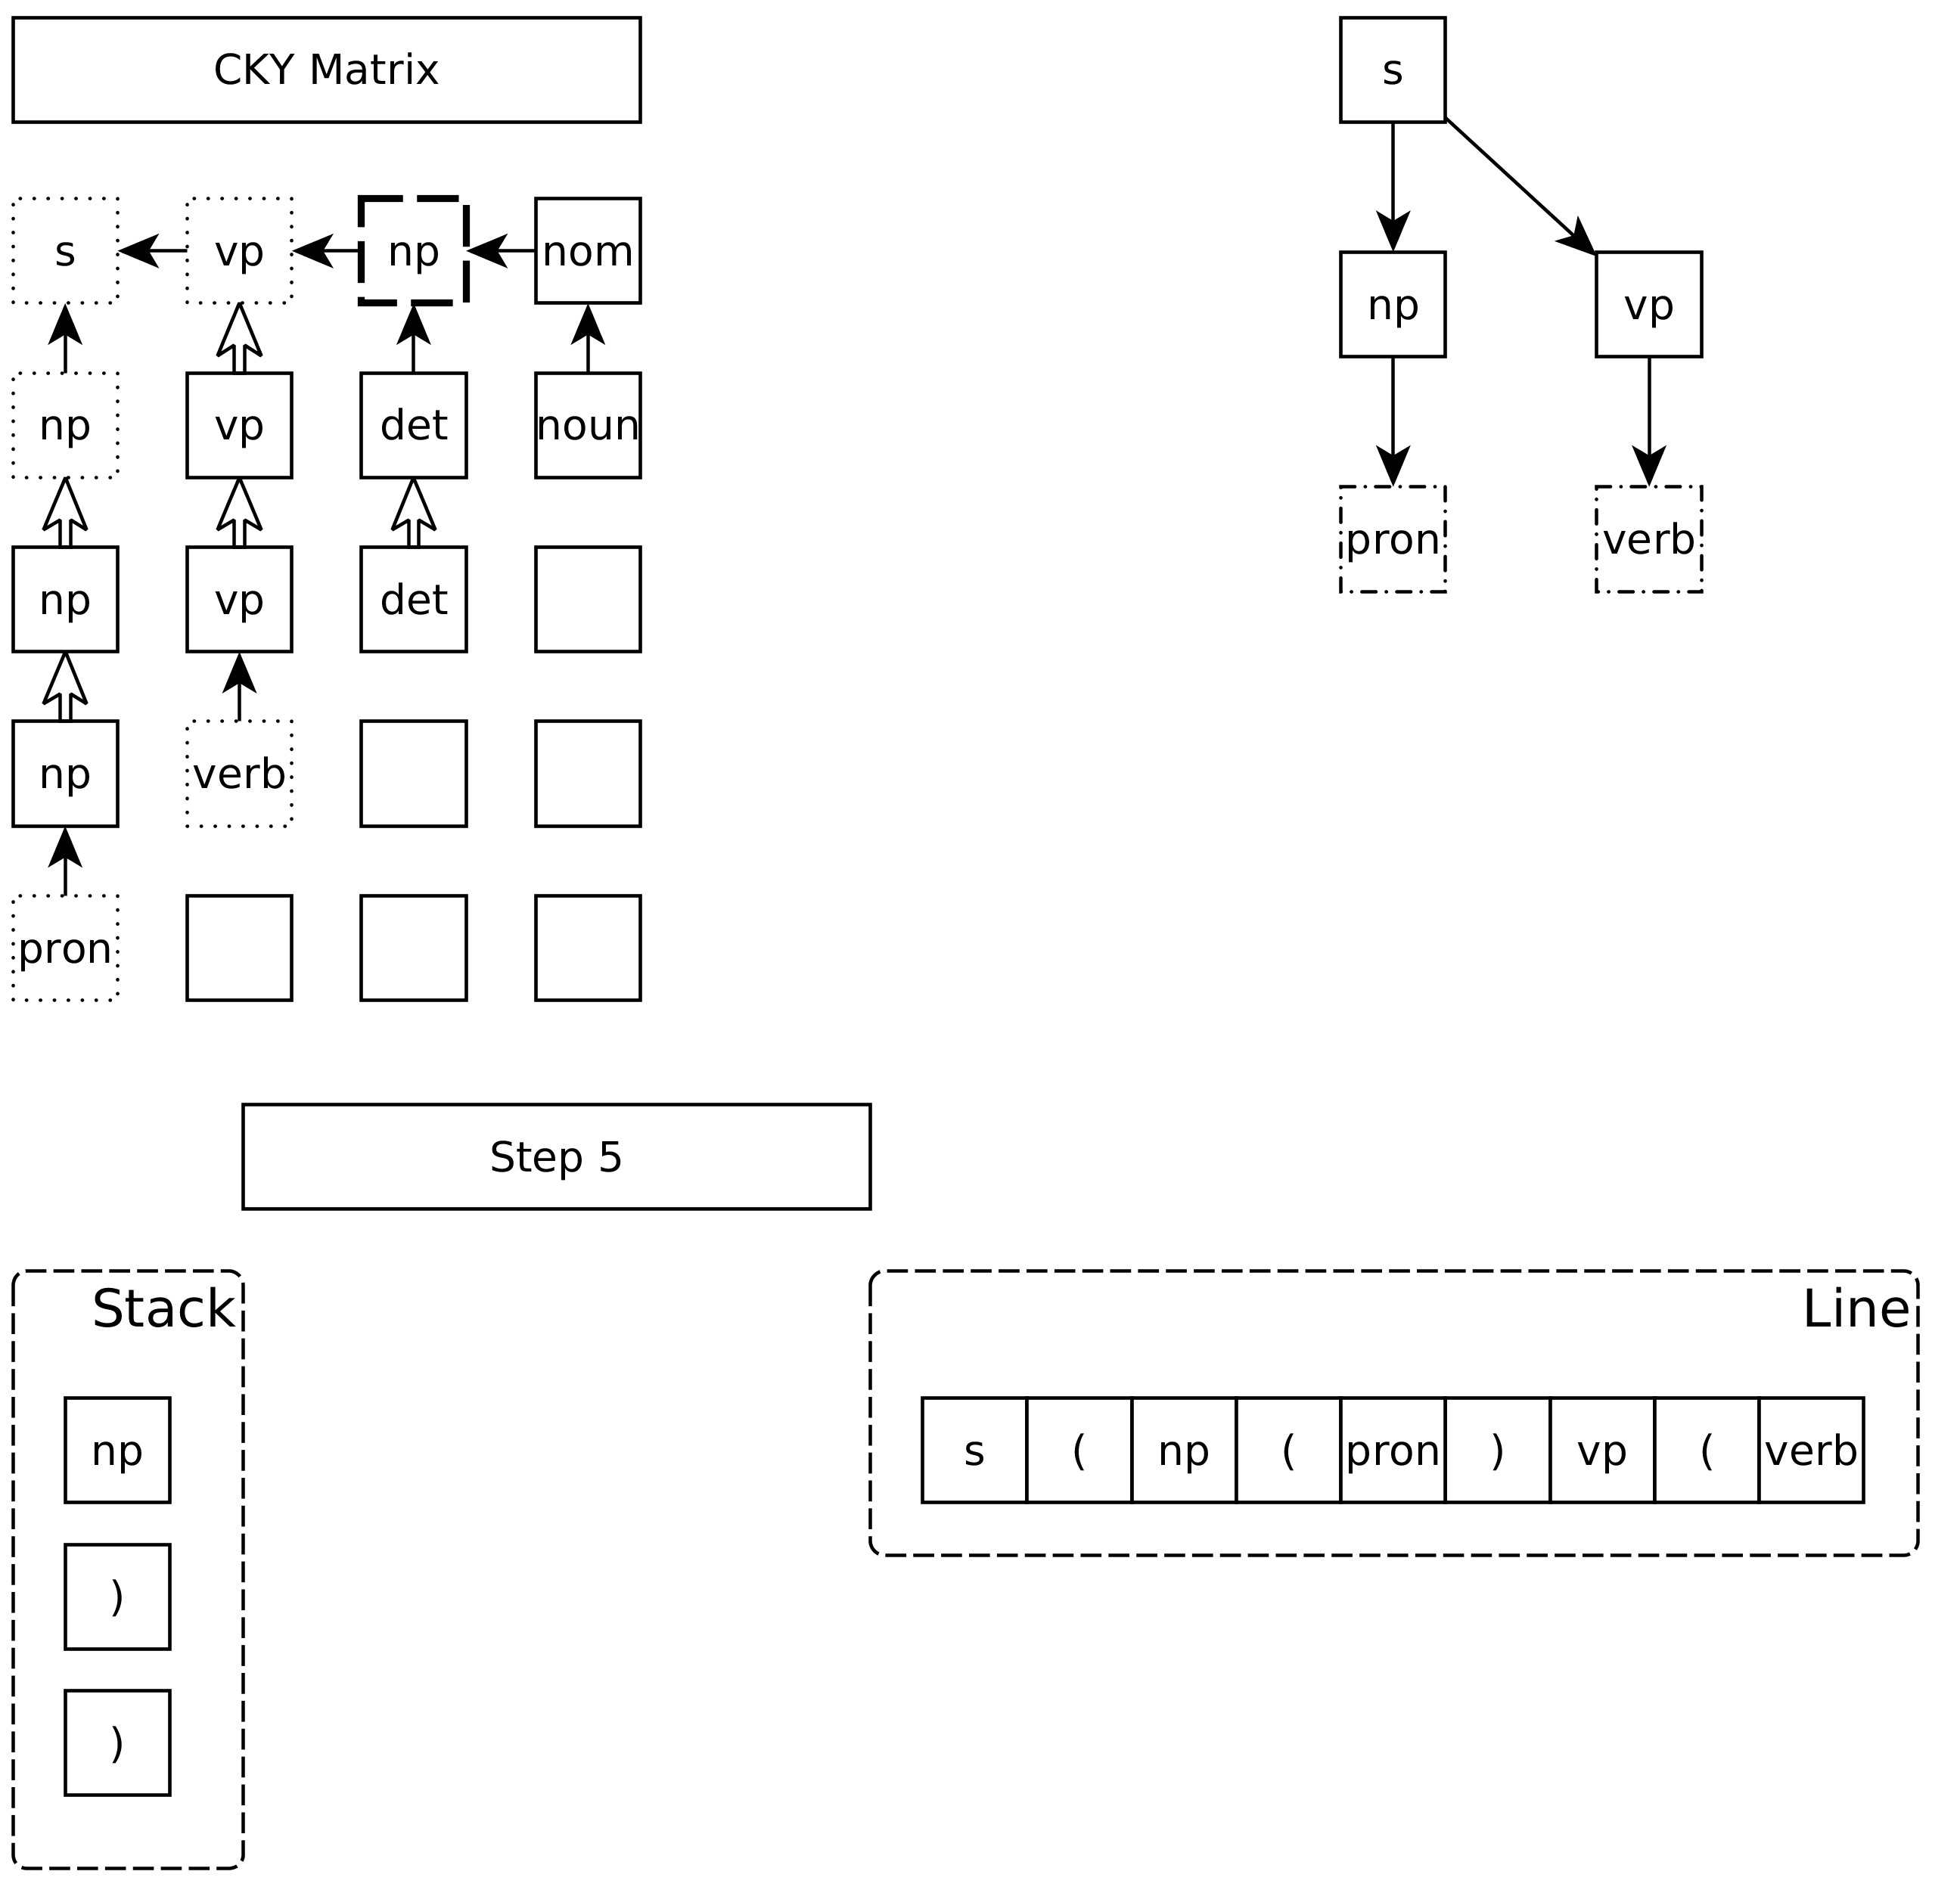 CKY Matrix
s
s vp np nom
np
vp
np vp det noun
np vp det
pron
verb
np verb
pron
Step 5
Stack
Line
np
s ( np ( pron ) vp ( verb
)
)